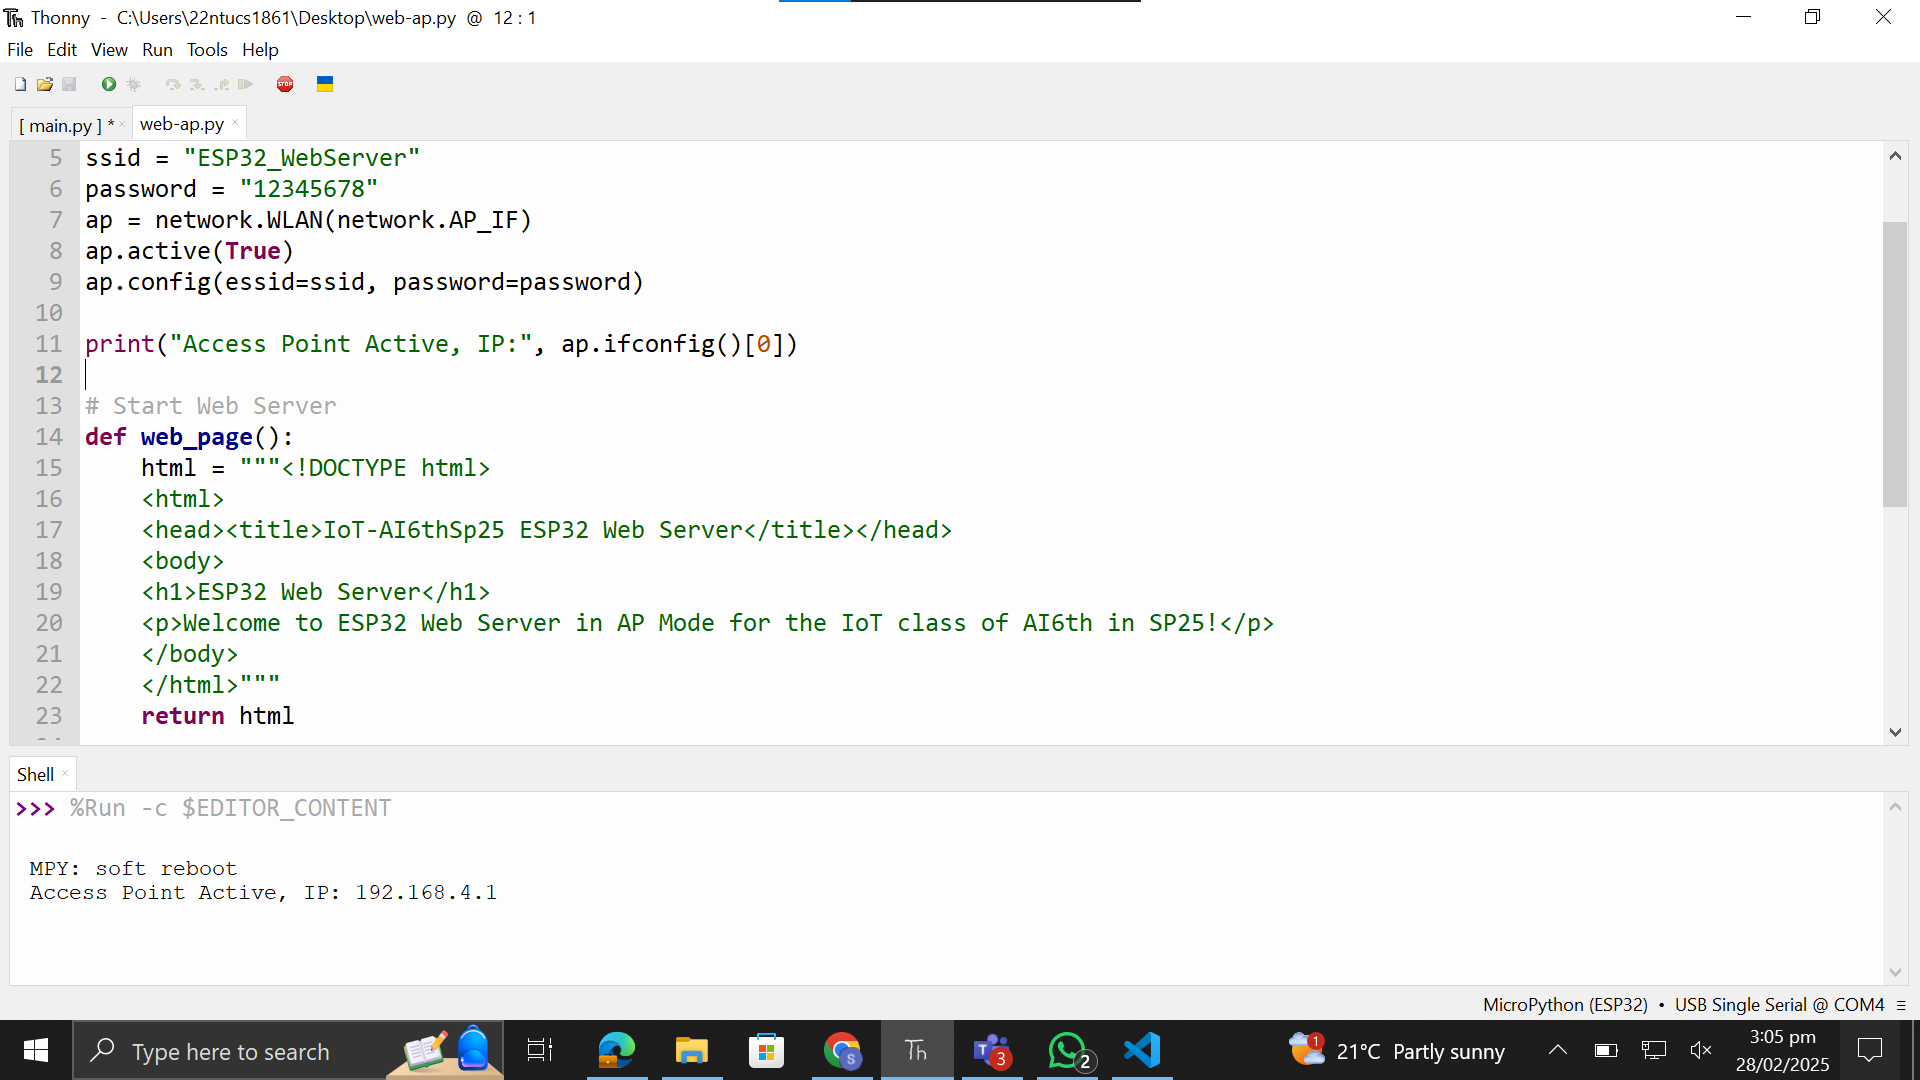 Thonny - C:\Users\22ntucs1861\Desktop\web-ap.py @ 12 : 1
File Edit View Run Tools Help
[ main.py ] * web-ap.py
5 ssid = "ESP32_WebServer"
6 password = "12345678"
7 ap = network.WLAN(network.AP_IF)
8 ap.active(True)
9 ap.config(essid=ssid, password=password)
10
11 print("Access Point Active, IP:", ap.ifconfig()[0])
12
13 # Start Web Server
14 def web_page():
15     html = """<!DOCTYPE html>
16     <html>
17     <head><title>IoT-AI6thSp25 ESP32 Web Server</title></head>
18     <body>
19     <h1>ESP32 Web Server</h1>
20     <p>Welcome to ESP32 Web Server in AP Mode for the IoT class of AI6th in SP25!</p>
21     </body>
22     </html>"""
23     return html
Shell
>>> %Run -c $EDITOR_CONTENT
MPY: soft reboot
Access Point Active, IP: 192.168.4.1
MicroPython (ESP32) • USB Single Serial @ COM4 ≡
Type here to search
3
2
1
21°C Partly sunny
3:05 pm
28/02/2025